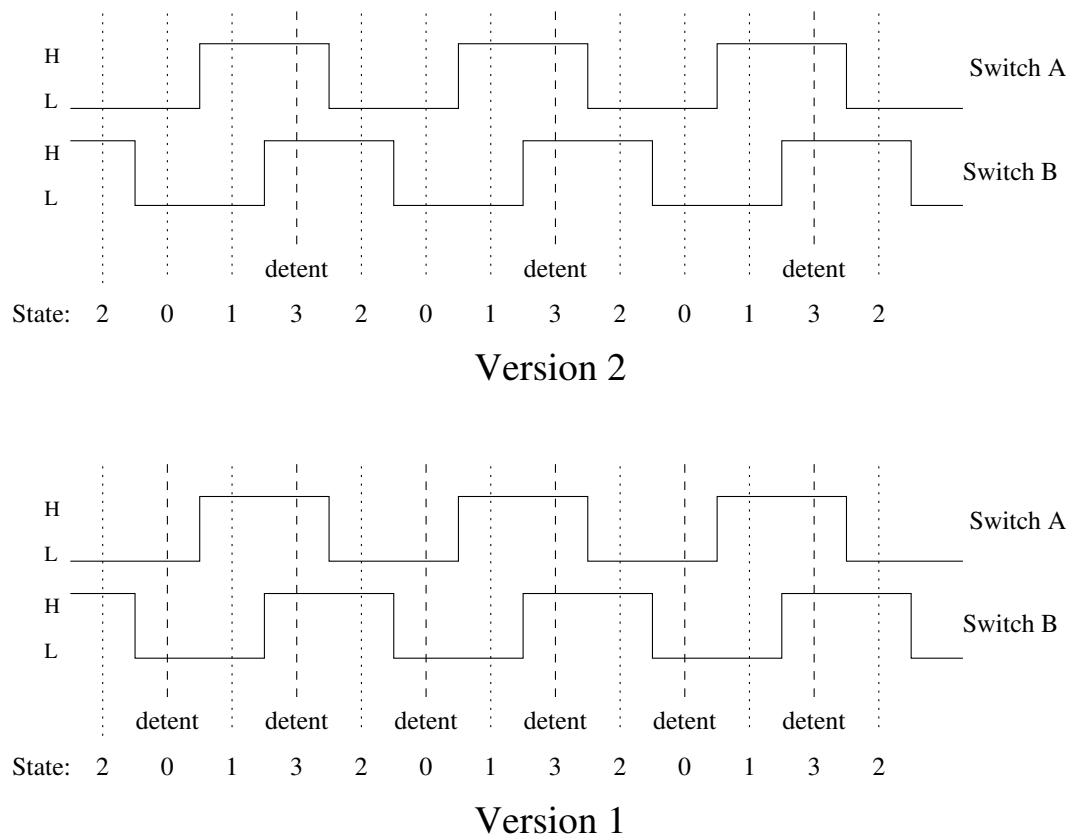 H
Switch A
L
H
Switch B
L
detent detent detent
State: 2 0 1 3 2 0 1 3 2 0 1 3 2
Version 2
H
Switch A
L
H
Switch B
L
detent detent detent detent detent detent
State: 2 0 1 3 2 0 1 3 2 0 1 3 2
Version 1